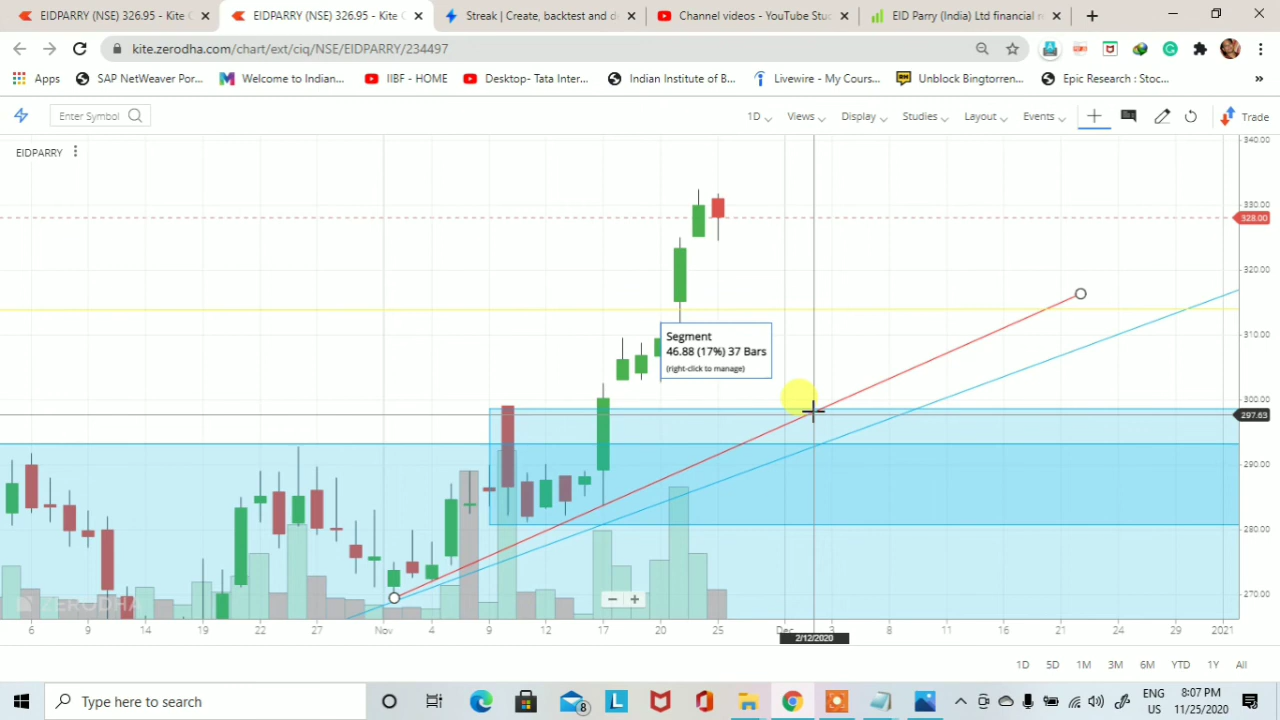 EIDPARRY (NSE) 326.95 - Kite C
EIDPARRY (NSE) 326.95 - Kite C
Streak | Create, backtest and de
Channel videos - YouTube Stu
EID Parry (India) Ltd financial re
kite.zerodha.com/chart/ext/ciq/NSE/EIDPARRY/234497
Apps
SAP NetWeaver Por...
Welcome to Indian...
IIBF - HOME
Desktop- Tata Inter...
Indian Institute of B...
Livewire - My Cours...
Unblock Bingtorren...
Epic Research : Stoc...
Enter Symbol
1D
Views
Display
Studies
Layout
Events
Trade
EIDPARRY
340.00
330.00
328.00
320.00
310.00
300.00
297.63
290.00
280.00
270.00
Segment
46.88 (17%) 37 Bars
(right-click to manage)
ZERODHA
6 9 14 19 22 27 Nov 4 9 12 17 20 25 Dec 3 8 11 16 21 24 29 2021
2/12/2020
1D 5D 1M 3M 6M YTD 1Y All
Type here to search
8
ENG
US
8:07 PM
11/25/2020